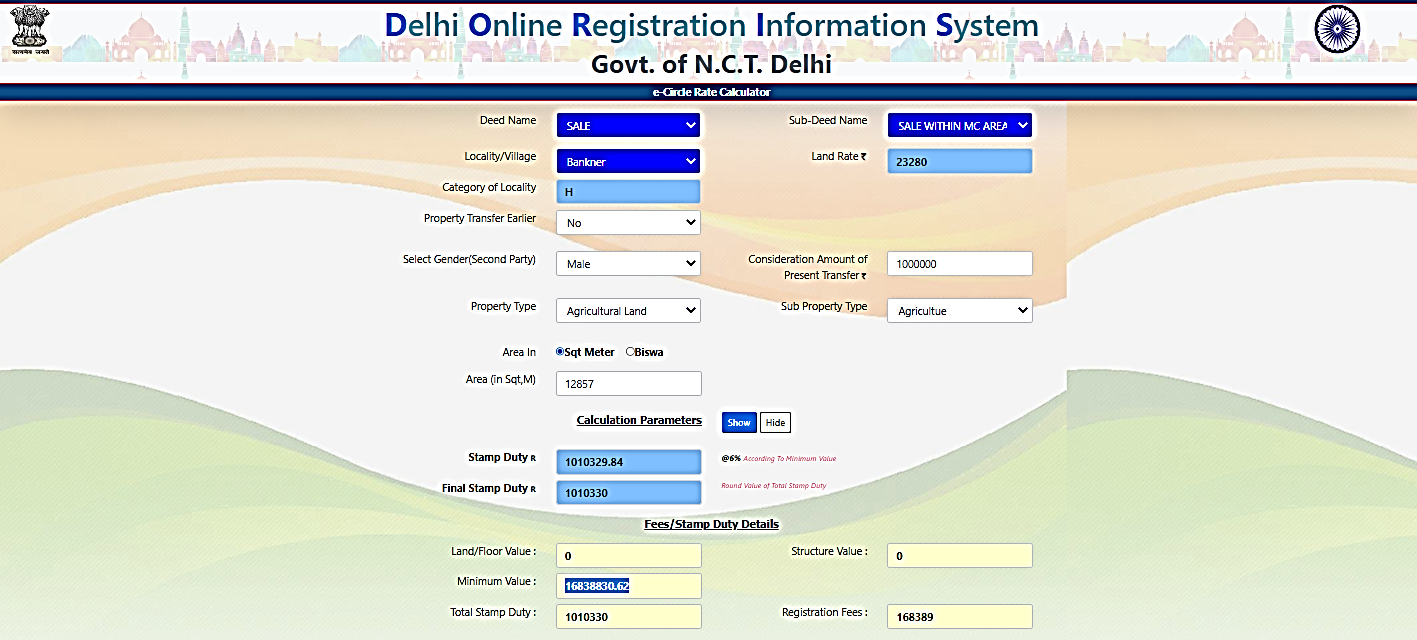 Delhi Online Registration Information System
सत्यमेव जयते
Govt. of N.C.T. Delhi
e-Circle Rate Calculator
Deed Name SALE Sub-Deed Name SALE WITHIN MC AREA
Locality/Village Bankner Land Rate ₹ 23280
Category of Locality H
Property Transfer Earlier No
Select Gender(Second Party) Male Consideration Amount of
Present Transfer ₹ 1000000
Property Type Agricultural Land Sub Property Type Agricultue
Area In Sqt Meter Biswa
Area (in Sqt,M) 12857
Calculation Parameters Show Hide
Stamp Duty R 1010329.84 @6% According To Minimum Value
Final Stamp Duty R 1010330 Round Value of Total Stamp Duty
Fees/Stamp Duty Details
Land/Floor Value : 0 Structure Value : 0
Minimum Value : 16838830.62
Total Stamp Duty : 1010330 Registration Fees : 168389